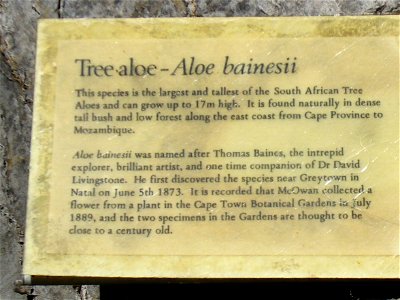 Tree-aloe – Aloe bainesii
This species is the largest and tallest of the South African Tree
Aloes and can grow up to 17m high. It is found naturally in dense
tall bush and low forest along the east coast from Cape Province to
Mozambique.
Aloe bainesii was named after Thomas Baines, the intrepid
explorer, brilliant artist, and one time companion of Dr David
Livingstone. He first discovered the species near Greytown in
Natal on June 5th 1873. It is recorded that McOwan collected a
flower from a plant in the Cape Town Botanical Gardens in July
1889, and the two specimens in the Gardens are thought to be
close to a century old.